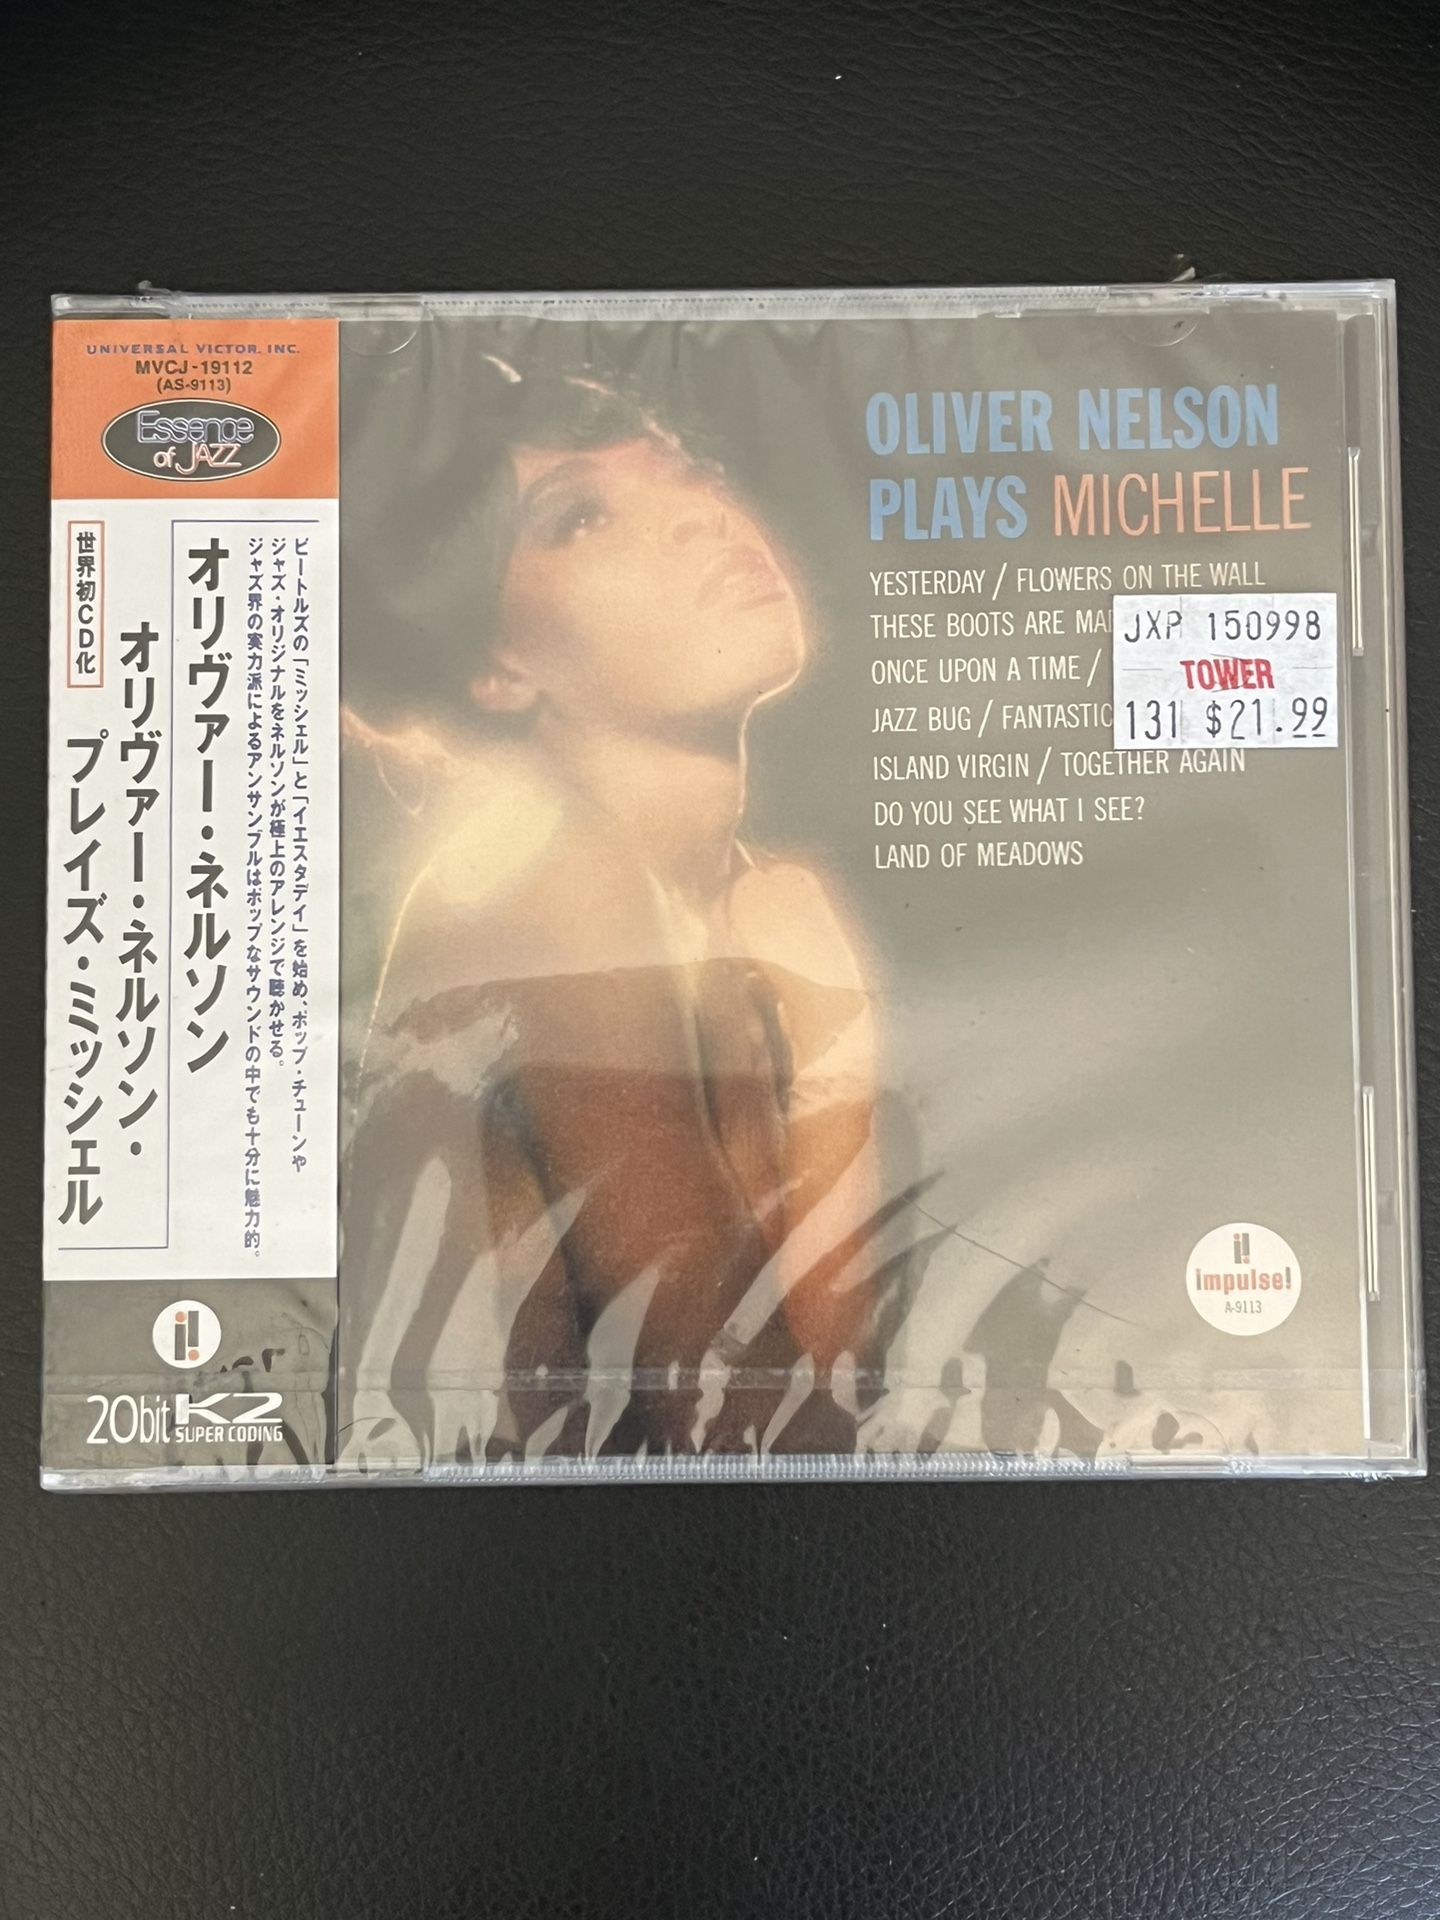 UNIVERSAL VICTOR, INC.
MVCJ-19112
(AS-9113)
Essence
of JAZZ
ビートルズの「ミッシェル」と「イエスタデイ」を始め、ポップ・チューンや
ジャズ・オリジナルをネルソンが極上のアレンジで聴かせる。
ジャズ界の実力派によるアンサンブルはポップなサウンドの中でも十分に魅力的。
オリヴァー・ネルソン
オリヴァー・ネルソン・
プレイズ・ミッシェル
世界初CD化
i!
20bit K2
SUPER CODING
OLIVER NELSON
PLAYS MICHELLE
YESTERDAY / FLOWERS ON THE WALL
THESE BOOTS ARE
ONCE UPON A TIME /
JAZZ BUG / FANTASTIC
ISLAND VIRGIN / TOGETHER AGAIN
DO YOU SEE WHAT I SEE?
LAND OF MEADOWS
JXP 150998
TOWER
131 $21.99
i!
impulse!
A-9113